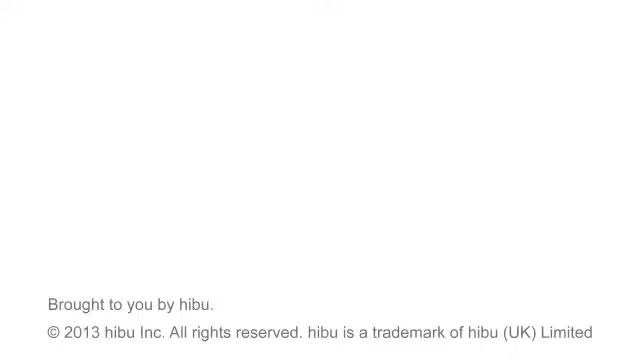 Brought to you by hibu.
© 2013 hibu Inc. All rights reserved. hibu is a trademark of hibu (UK) Limited